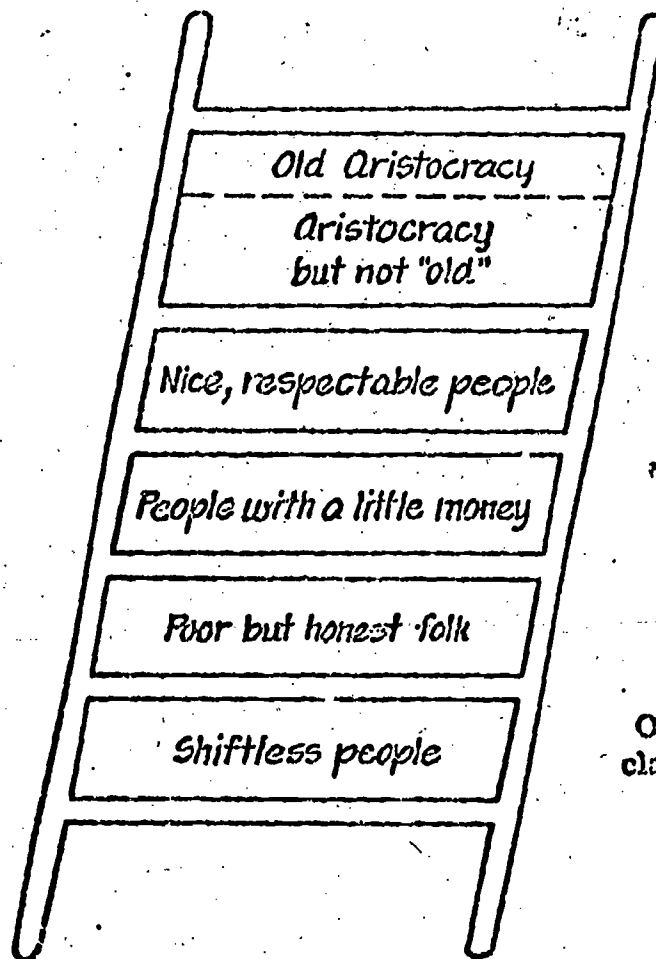 Old Aristocracy
Aristocracy
but not "old"
Nice, respectable people
People with a little money
Poor but honest folk
Shiftless people